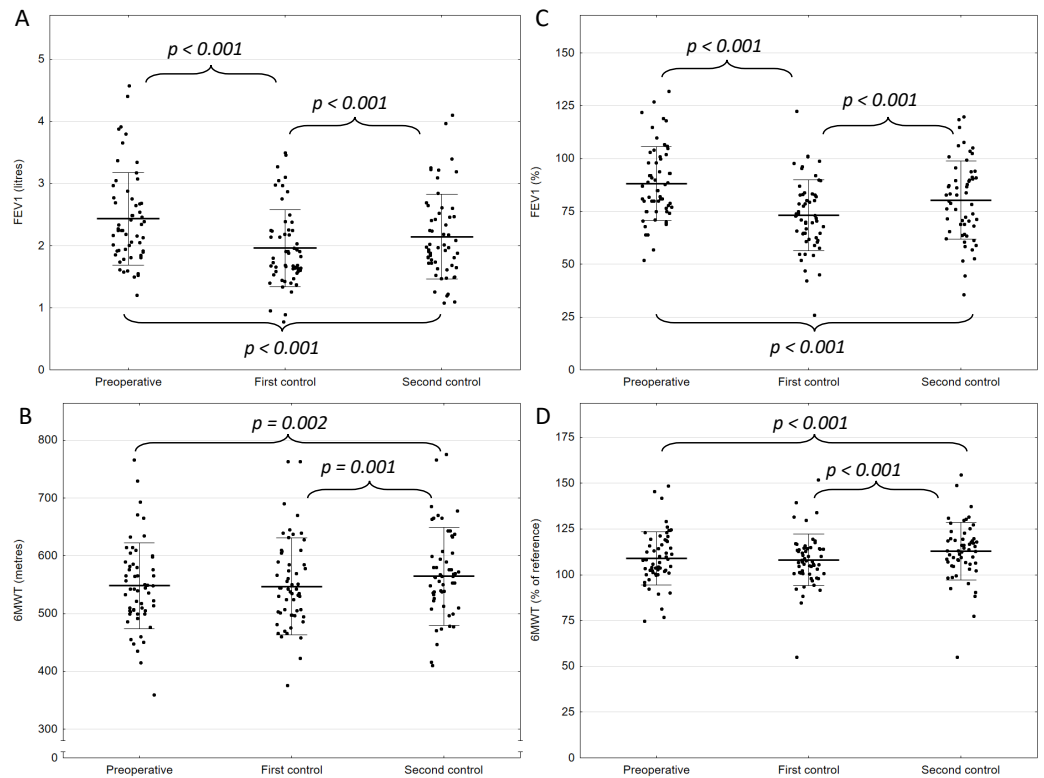 A
5
4
3
2
1
0
FEV1 (litres)
p < 0.001
p < 0.001
p < 0.001
Preoperative
First control
Second control
C
150
125
100
75
50
25
0
FEV1 (%)
p < 0.001
p < 0.001
p < 0.001
Preoperative
First control
Second control
B
800
700
600
500
400
300
0
6MWT (metres)
p = 0.002
p = 0.001
Preoperative
First control
Second control
D
175
150
125
100
75
50
25
0
6MWT (% of reference)
p < 0.001
p < 0.001
Preoperative
First control
Second control